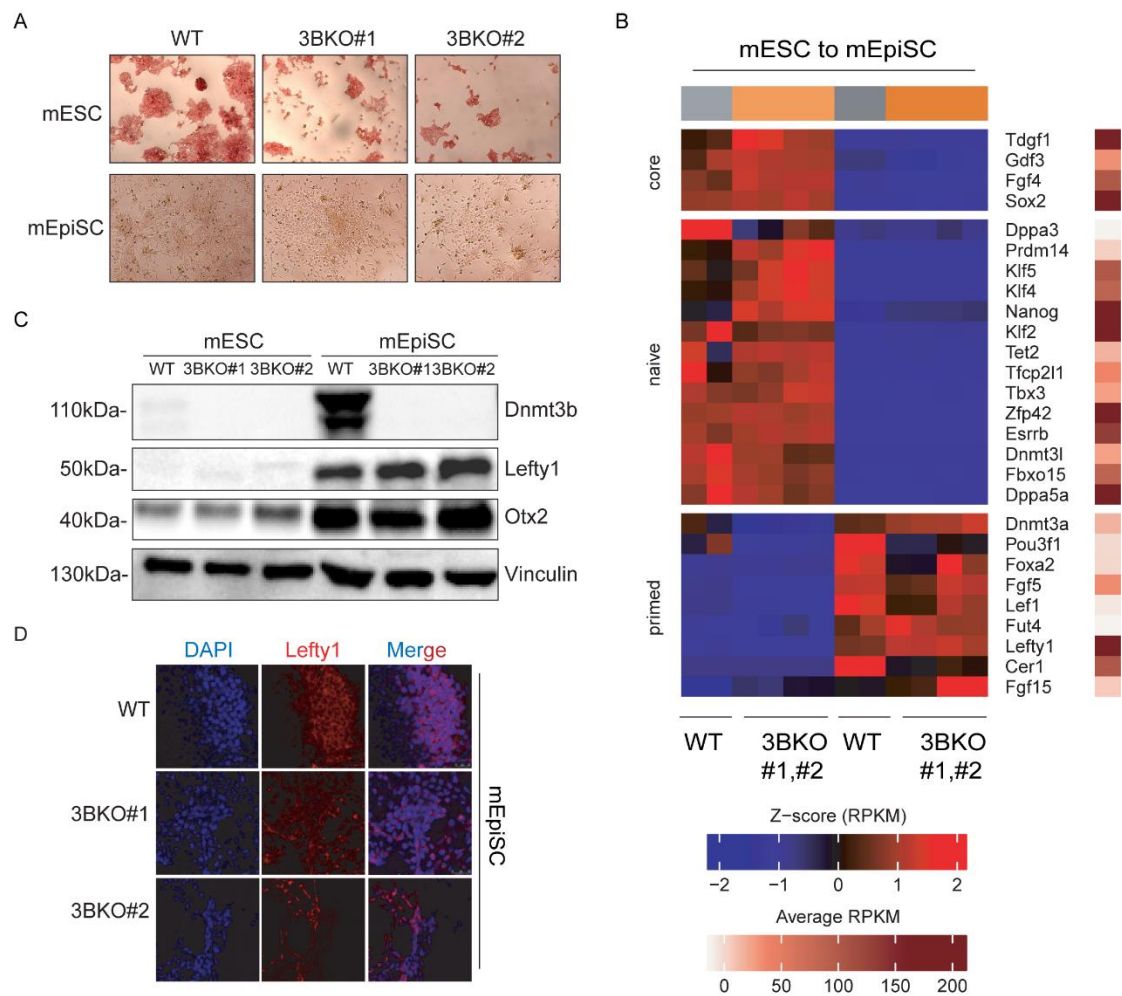 A
WT 3BKO#1 3BKO#2
mESC
mEpiSC
B
mESC to mEpiSC
core
Tdgf1
Gdf3
Fgf4
Sox2
naive
Dppa3
Prdm14
Klf5
Klf4
Nanog
Klf2
Tet2
Tfcp2l1
Tbx3
Zfp42
Esrrb
Dnmt3l
Fbxo15
Dppa5a
primed
Dnmt3a
Pou3f1
Foxa2
Fgf5
Lef1
Fut4
Lefty1
Cer1
Fgf15
WT 3BKO WT 3BKO
#1,#2 #1,#2
Z−score (RPKM)
−2 −1 0 1 2
Average RPKM
0 50 100 150 200
C
mESC mEpiSC
WT 3BKO#1 3BKO#2 WT 3BKO#13BKO#2
110kDa- Dnmt3b
50kDa- Lefty1
40kDa- Otx2
130kDa- Vinculin
D
DAPI Lefty1 Merge
WT
3BKO#1
3BKO#2
mEpiSC